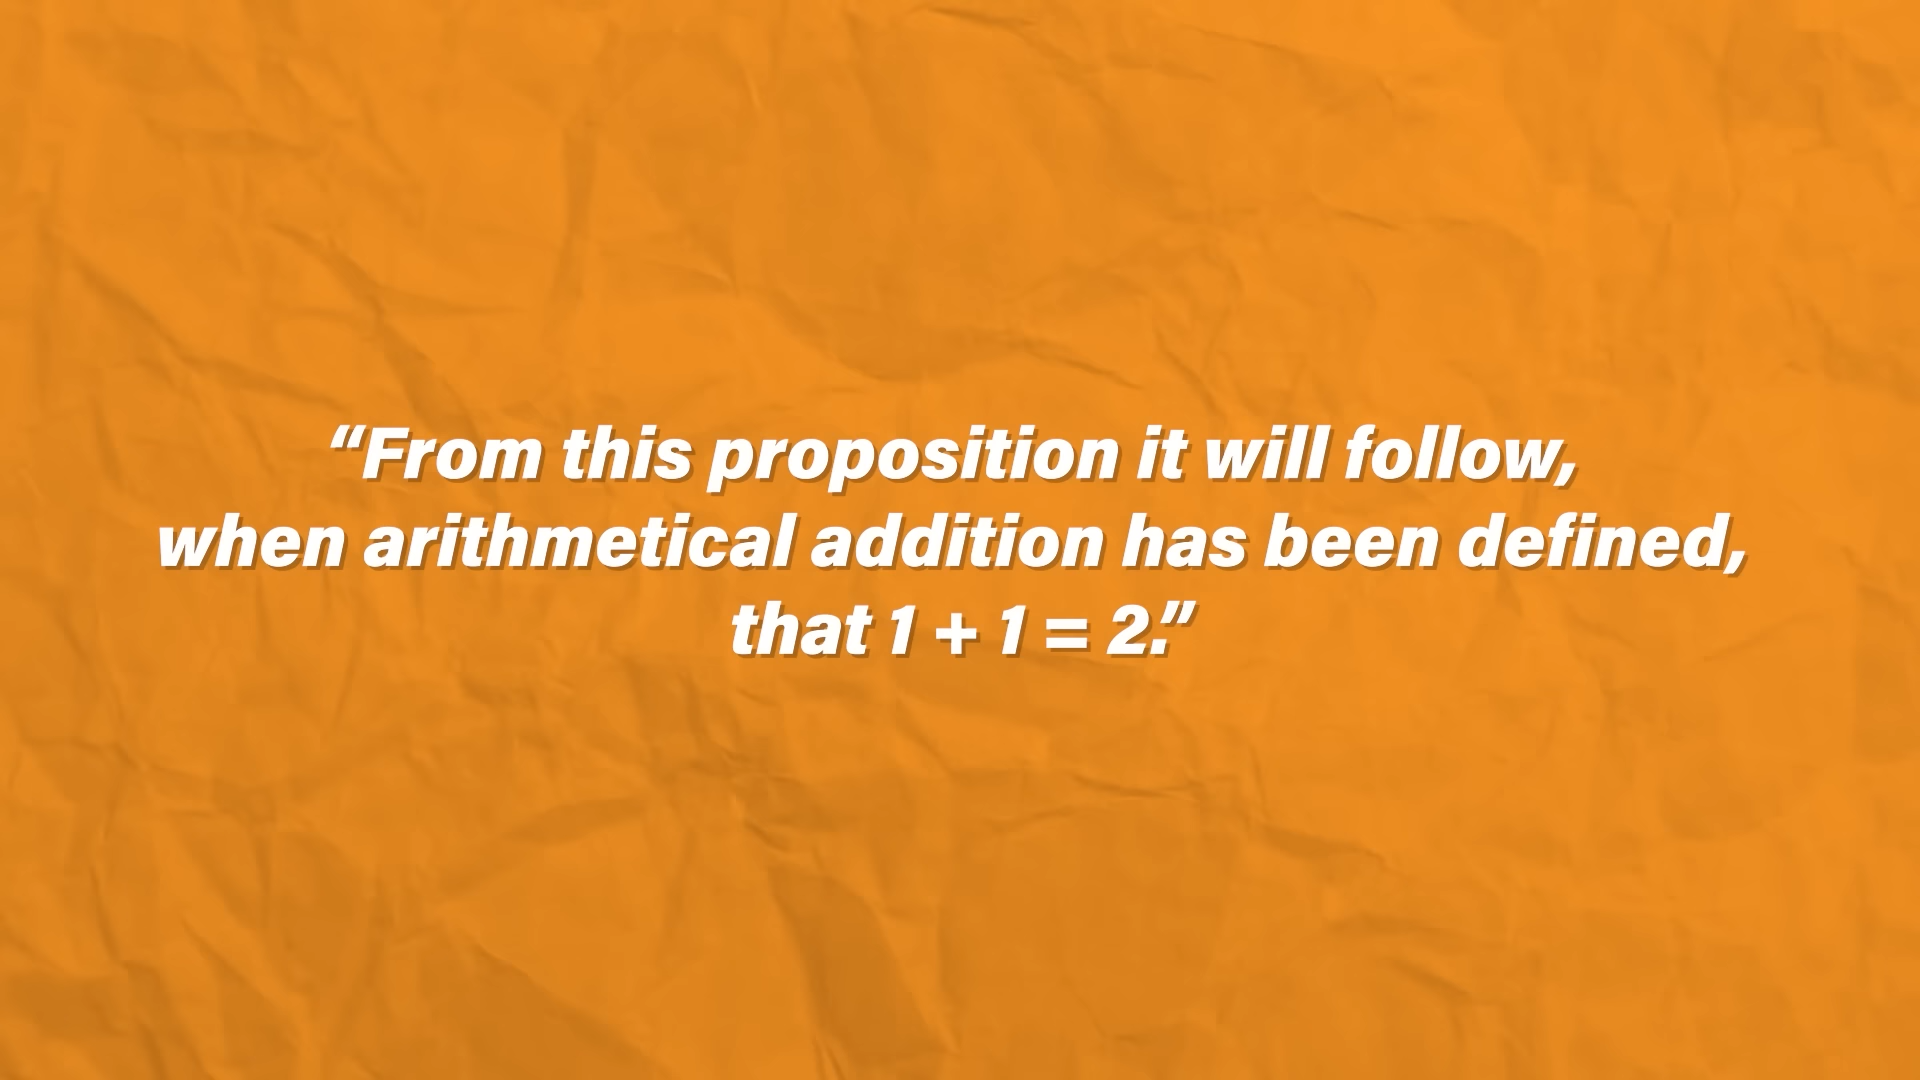 “From this proposition it will follow,
when arithmetical addition has been defined,
that 1 + 1 = 2.”